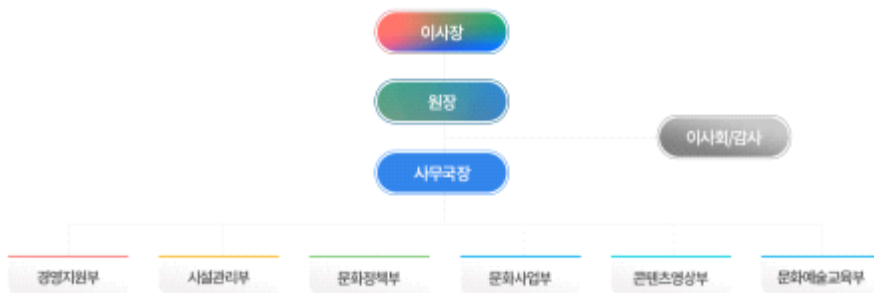 이사장
원장
이사회/감사
사무국장
경영지원부
시설관리부
문화정책부
문화사업부
콘텐츠영상부
문화예술교육부